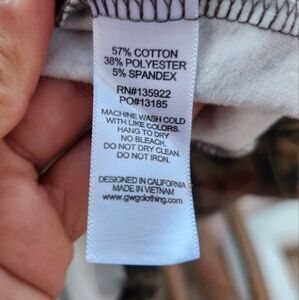 57% COTTON
38% POLYESTER
5% SPANDEX
RN#135922
PO#13185
MACHINE WASH COLD
WITH LIKE COLORS.
HANG TO DRY
NO BLEACH.
DO NOT DRY CLEAN.
DO NOT IRON.
DESIGNED IN CALIFORNIA
MADE IN VIETNAM
www.gwgclothing.com